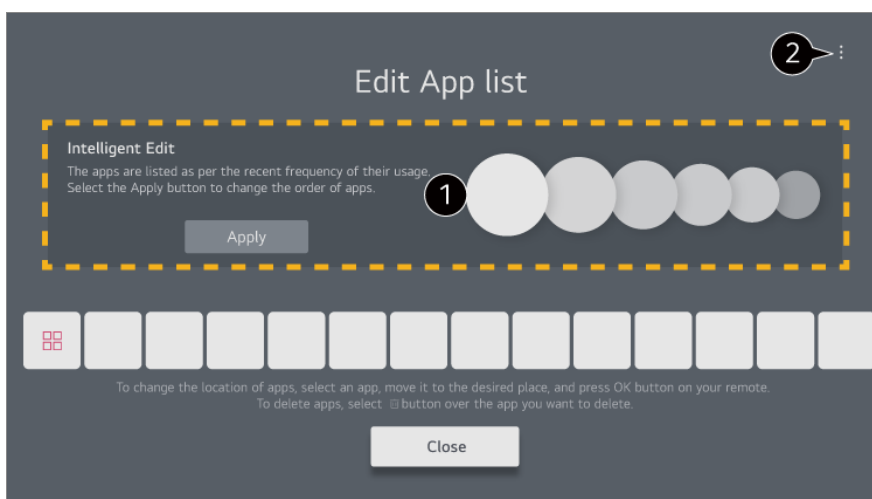 2
Edit App list
Intelligent Edit
The apps are listed as per the recent frequency of their usage.
Select the Apply button to change the order of apps.
1
Apply
To change the location of apps, select an app, move it to the desired place, and press OK button on your remote.
To delete apps, select button over the app you want to delete.
Close